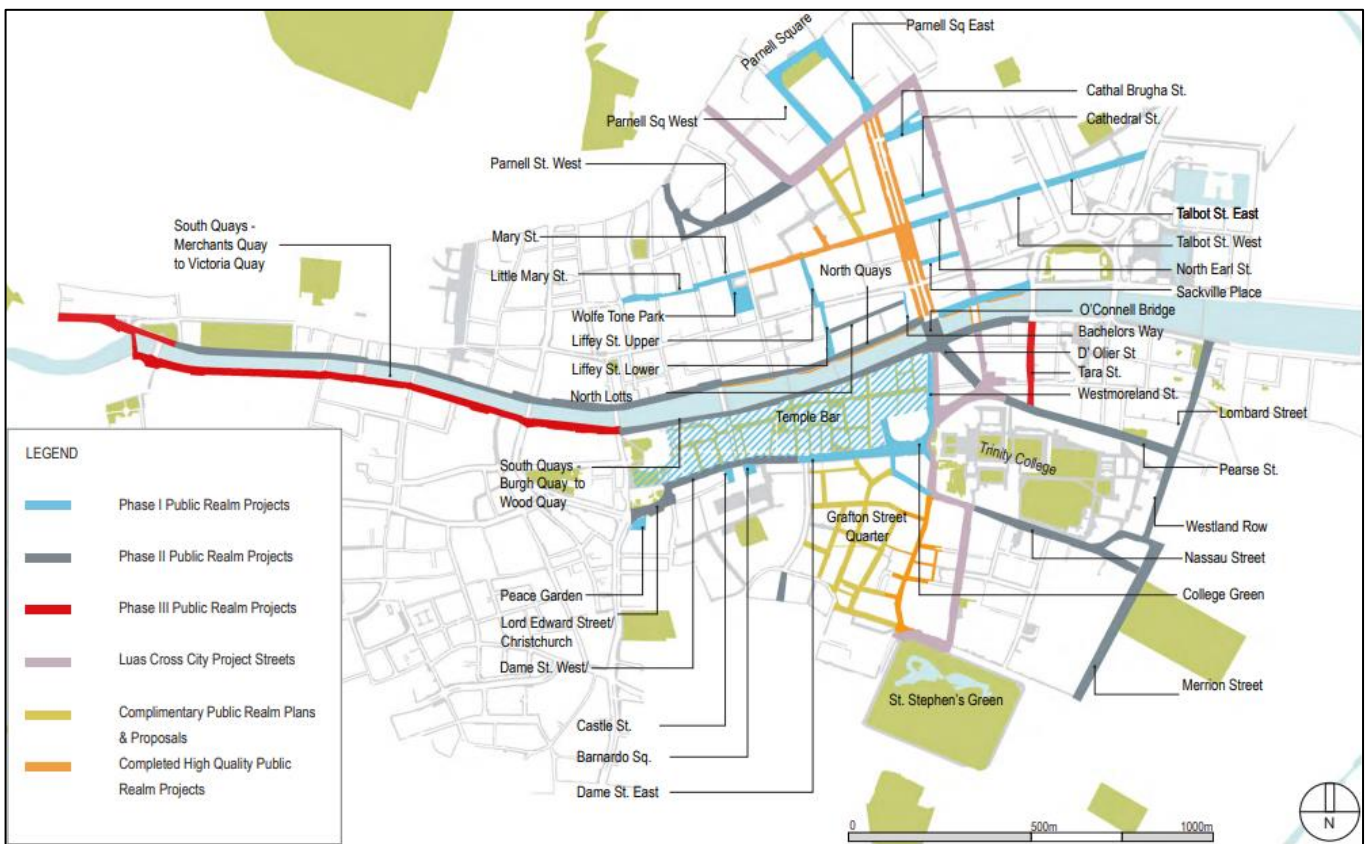 Parnell Square
Parnell Sq East
Cathal Brugha St.
Cathedral St.
Parnell Sq West
Parnell St. West
South Quays -
Merchants Quay
to Victoria Quay
Mary St.
Little Mary St.
Wolfe Tone Park
Liffey St. Upper
Liffey St. Lower
North Lotts
North Quays
Talbot St. East
Talbot St. West
North Earl St.
Sackville Place
O'Connell Bridge
Bachelors Way
D' Olier St
Tara St.
Westmoreland St.
Lombard Street
Temple Bar
Trinity College
Pearse St.
South Quays -
Burgh Quay to
Wood Quay
Grafton Street
Quarter
Westland Row
Nassau Street
College Green
Peace Garden
Lord Edward Street/
Christchurch
Dame St. West/
Merrion Street
St. Stephen's Green
Castle St.
Barnardo Sq.
Dame St. East
LEGEND
Phase I Public Realm Projects
Phase II Public Realm Projects
Phase III Public Realm Projects
Luas Cross City Project Streets
Complimentary Public Realm Plans
& Proposals
Completed High Quality Public
Realm Projects
0 500m 1000m
N